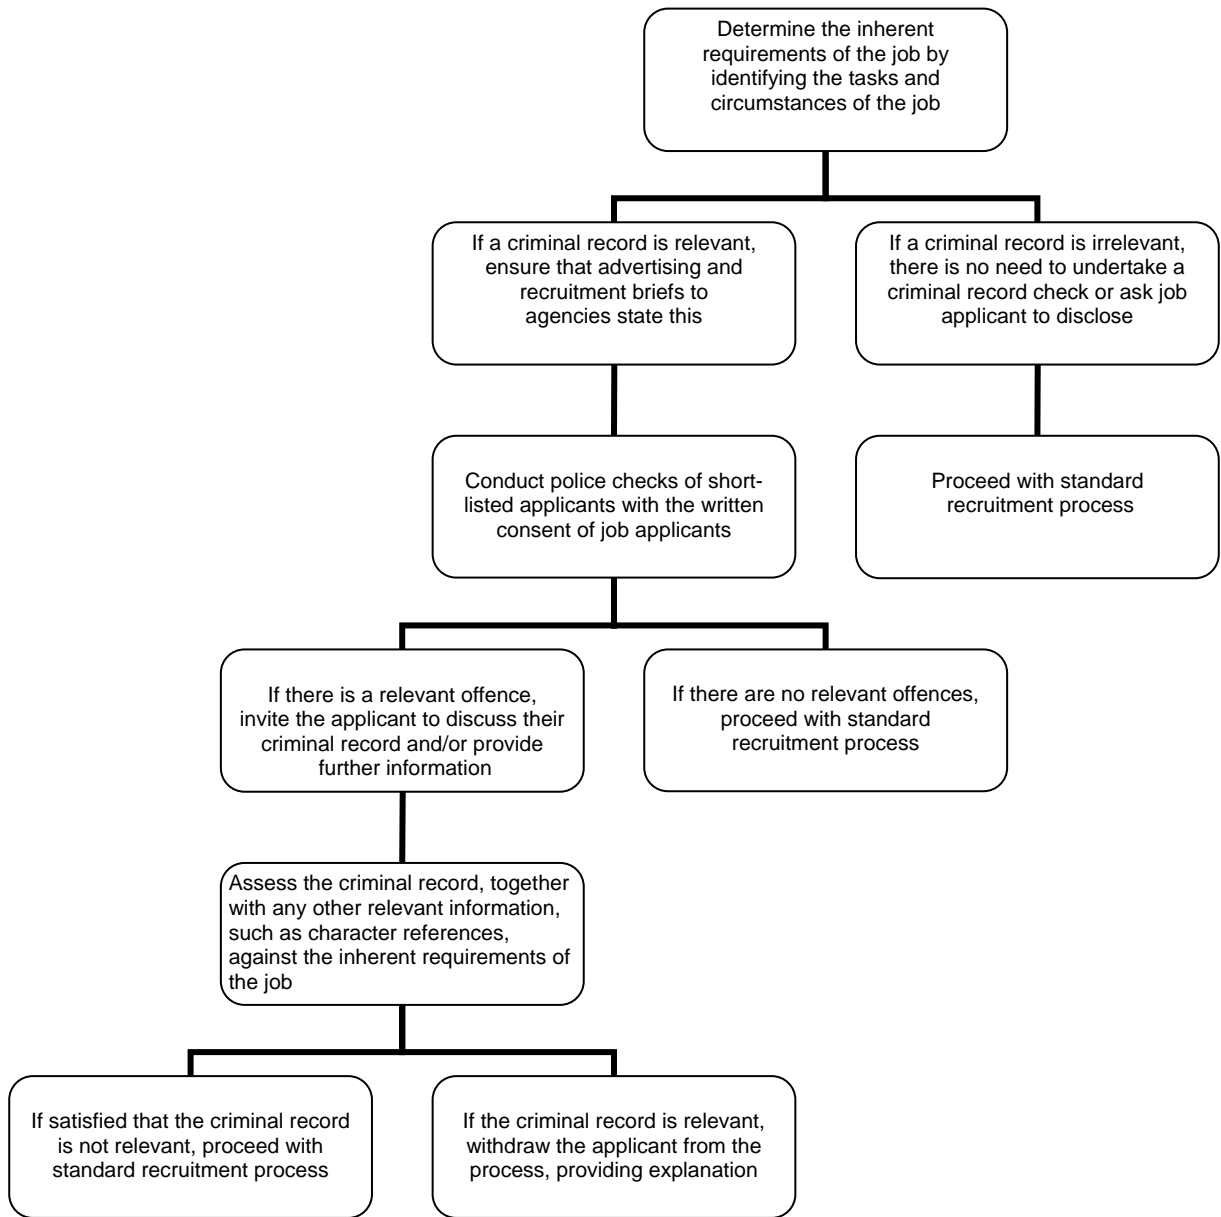 Determine the inherent
requirements of the job by
identifying the tasks and
circumstances of the job
If a criminal record is relevant,
ensure that advertising and
recruitment briefs to
agencies state this
If a criminal record is irrelevant,
there is no need to undertake a
criminal record check or ask job
applicant to disclose
Conduct police checks of short-
listed applicants with the written
consent of job applicants
Proceed with standard
recruitment process
If there is a relevant offence,
invite the applicant to discuss their
criminal record and/or provide
further information
If there are no relevant offences,
proceed with standard
recruitment process
Assess the criminal record, together
with any other relevant information,
such as character references,
against the inherent requirements of
the job
If satisfied that the criminal record
is not relevant, proceed with
standard recruitment process
If the criminal record is relevant,
withdraw the applicant from the
process, providing explanation